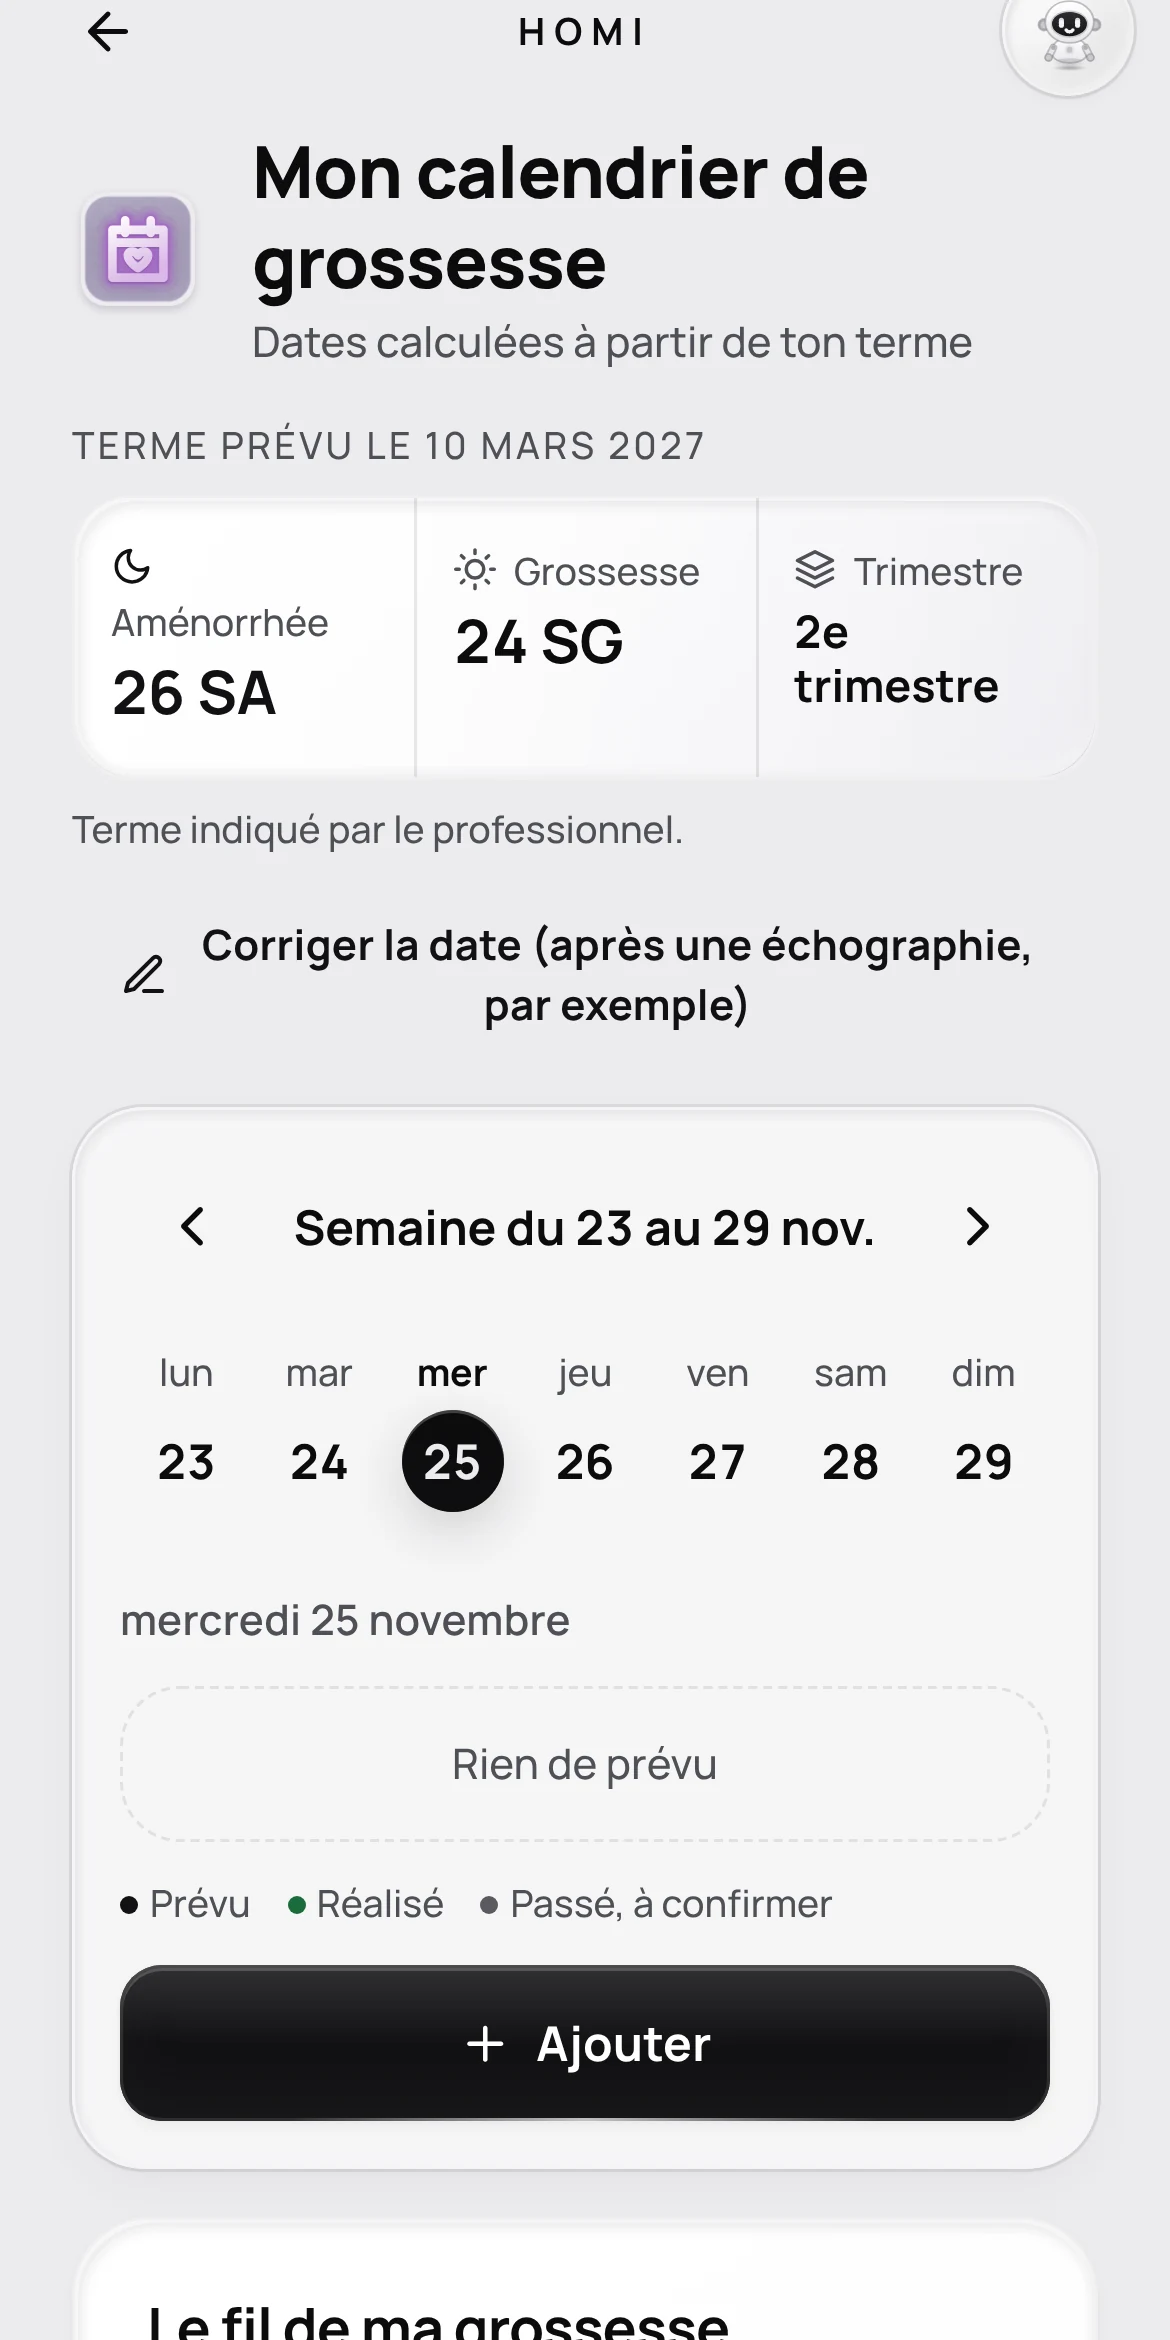 HOMI
Mon calendrier de
grossesse
Dates calculées à partir de ton terme
TERME PRÉVU LE 10 MARS 2027
Aménorrhée
26 SA
Grossesse
24 SG
Trimestre
2e
trimestre
Terme indiqué par le professionnel.
Corriger la date (après une échographie,
par exemple)
Semaine du 23 au 29 nov.
lun mar mer jeu ven sam dim
23 24 25 26 27 28 29
mercredi 25 novembre
Rien de prévu
Prévu Réalisé Passé, à confirmer
Ajouter
Le fil de ma grossesse